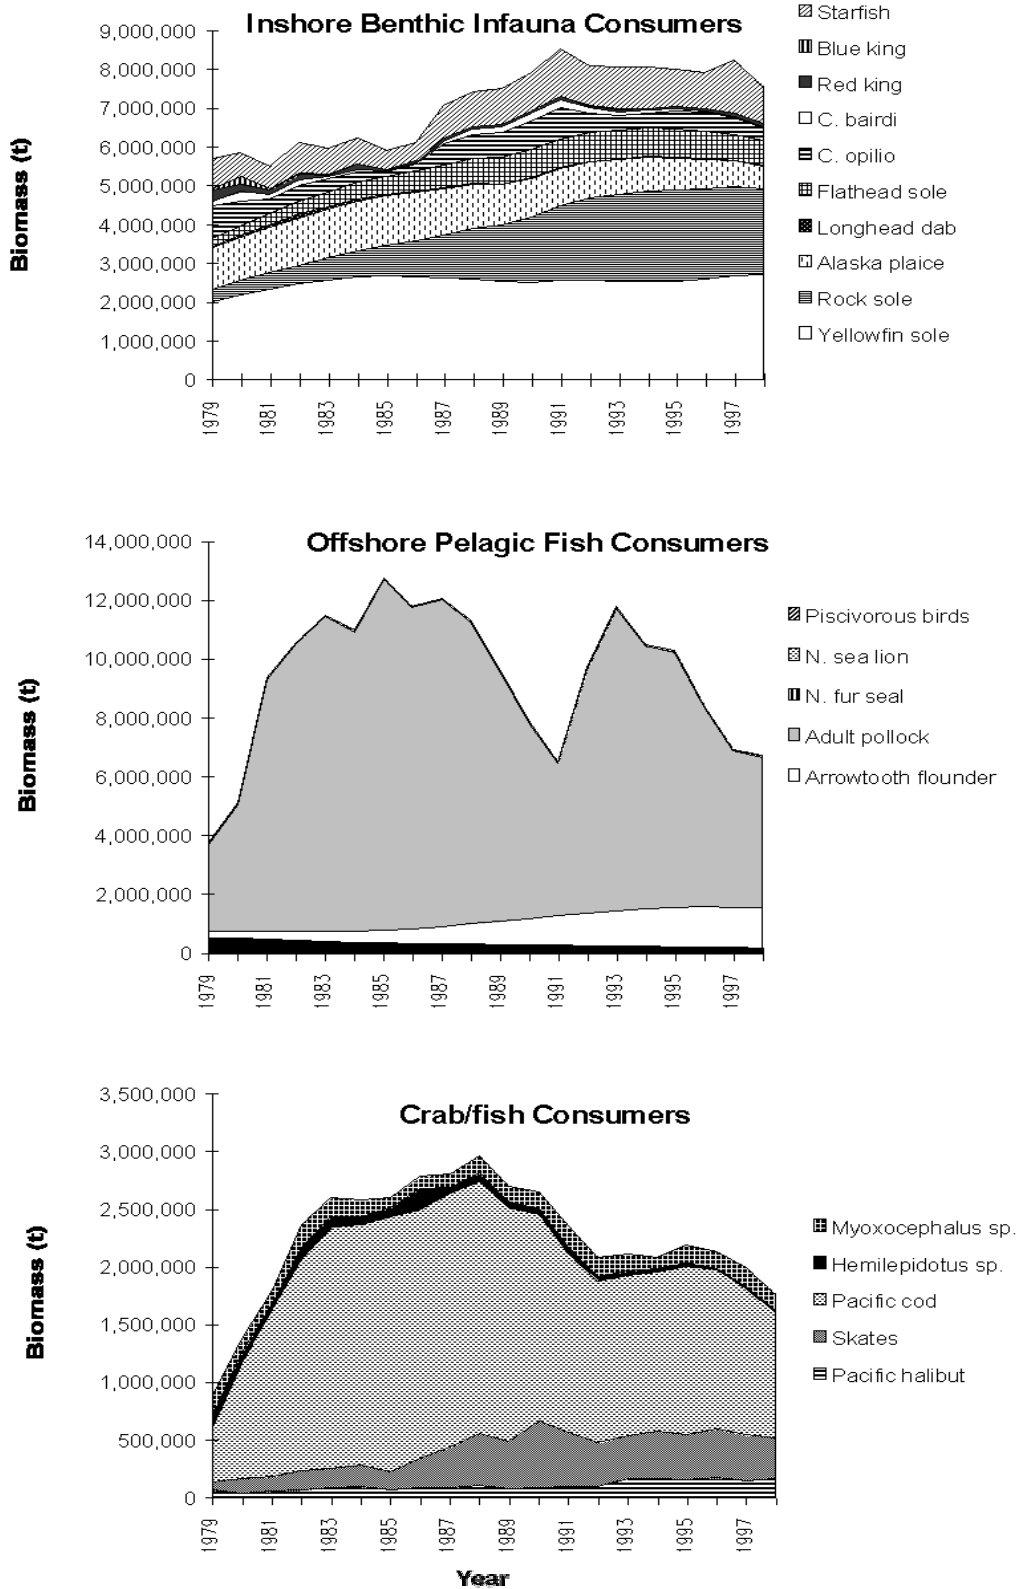 Inshore Benthic Infauna Consumers
Biomass (t)
9,000,000
8,000,000
7,000,000
6,000,000
5,000,000
4,000,000
3,000,000
2,000,000
1,000,000
0
1979
1981
1983
1985
1987
1989
1991
1993
1995
1997
Starfish
Blue king
Red king
C. bairdi
C. opilio
Flathead sole
Longhead dab
Alaska plaice
Rock sole
Yellowfin sole
Offshore Pelagic Fish Consumers
Biomass (t)
14,000,000
12,000,000
10,000,000
8,000,000
6,000,000
4,000,000
2,000,000
0
1979
1981
1983
1985
1987
1989
1991
1993
1995
1997
Piscivorous birds
N. sea lion
N. fur seal
Adult pollock
Arrowtooth flounder
Crab/fish Consumers
Biomass (t)
3,500,000
3,000,000
2,500,000
2,000,000
1,500,000
1,000,000
500,000
0
1979
1981
1983
1985
1987
1989
1991
1993
1995
1997
Year
Myoxocephalus sp.
Hemilepidotus sp.
Pacific cod
Skates
Pacific halibut